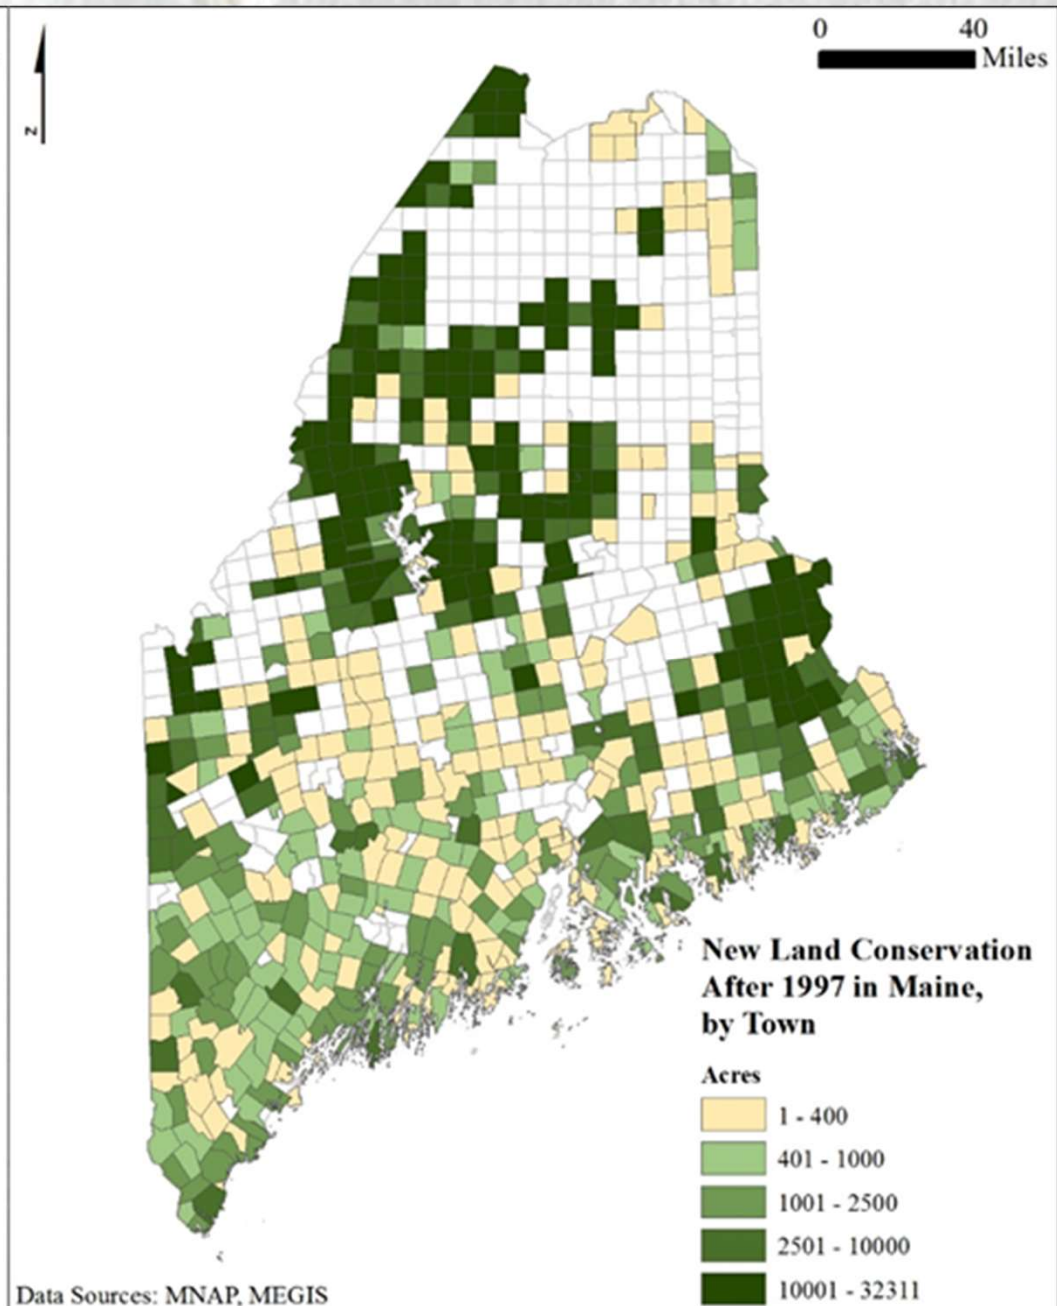 0 40
Miles
N
New Land Conservation
After 1997 in Maine,
by Town
Acres
1 - 400
401 - 1000
1001 - 2500
2501 - 10000
10001 - 32311
Data Sources: MNAP, MEGIS